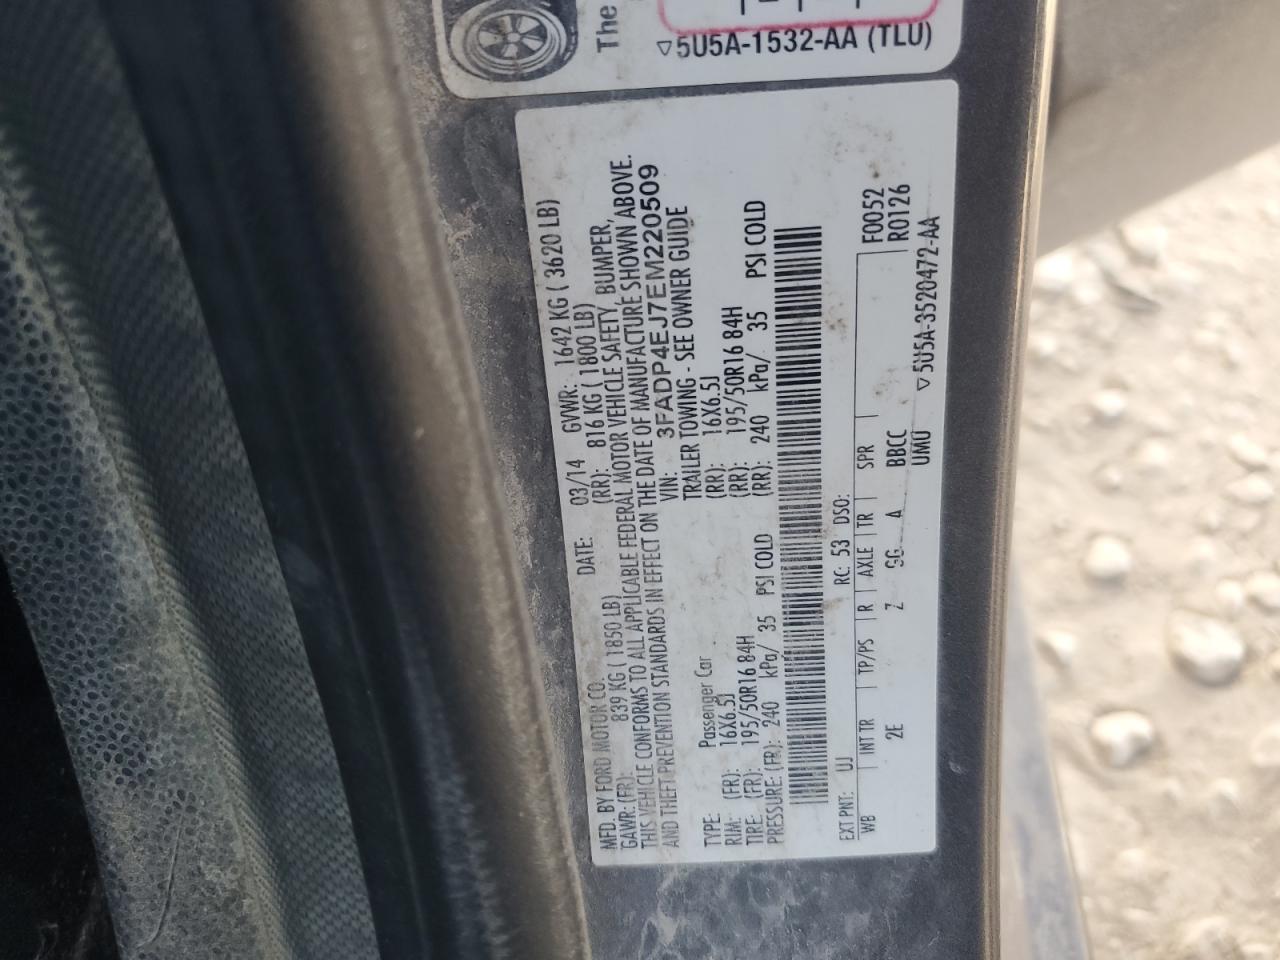 The
▽5U5A-1532-AA (TLU)
MFD. BY FORD MOTOR CO. DATE: 03/14 GVWR: 1642 KG ( 3620 LB)
GAWR: (FR): 839 KG ( 1850 LB) (RR): 816 KG ( 1800 LB)
THIS VEHICLE CONFORMS TO ALL APPLICABLE FEDERAL MOTOR VEHICLE SAFETY, BUMPER,
AND THEFT PREVENTION STANDARDS IN EFFECT ON THE DATE OF MANUFACTURE SHOWN ABOVE.
VIN: 3FADP4EJ7EM220509
TYPE: Passenger Car TRAILER TOWING - SEE OWNER GUIDE
RIM: (FR): 16X6.5J (RR): 16X6.5J
TIRE: (FR): 195/50R16 84H (RR): 195/50R16 84H
PRESSURE: (FR): 240 kPa/ 35 PSI COLD (RR): 240 kPa/ 35 PSI COLD
EXT PNT: UJ RC: 53 DSO: F0052
WB INT TR TP/PS R AXLE TR SPR R0126
2E Z SG A BBCC
UMU ▽5U5A-3520472-AA